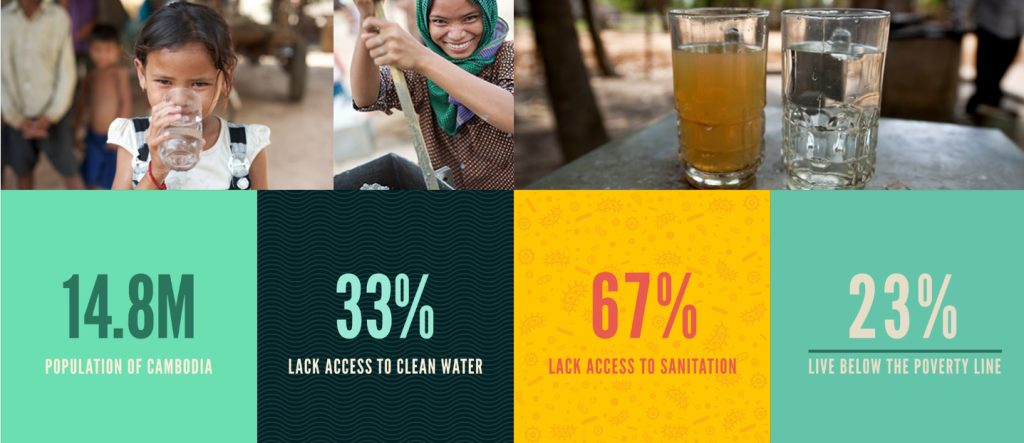 14.8M
POPULATION OF CAMBODIA
33%
LACK ACCESS TO CLEAN WATER
67%
LACK ACCESS TO SANITATION
23%
LIVE BELOW THE POVERTY LINE